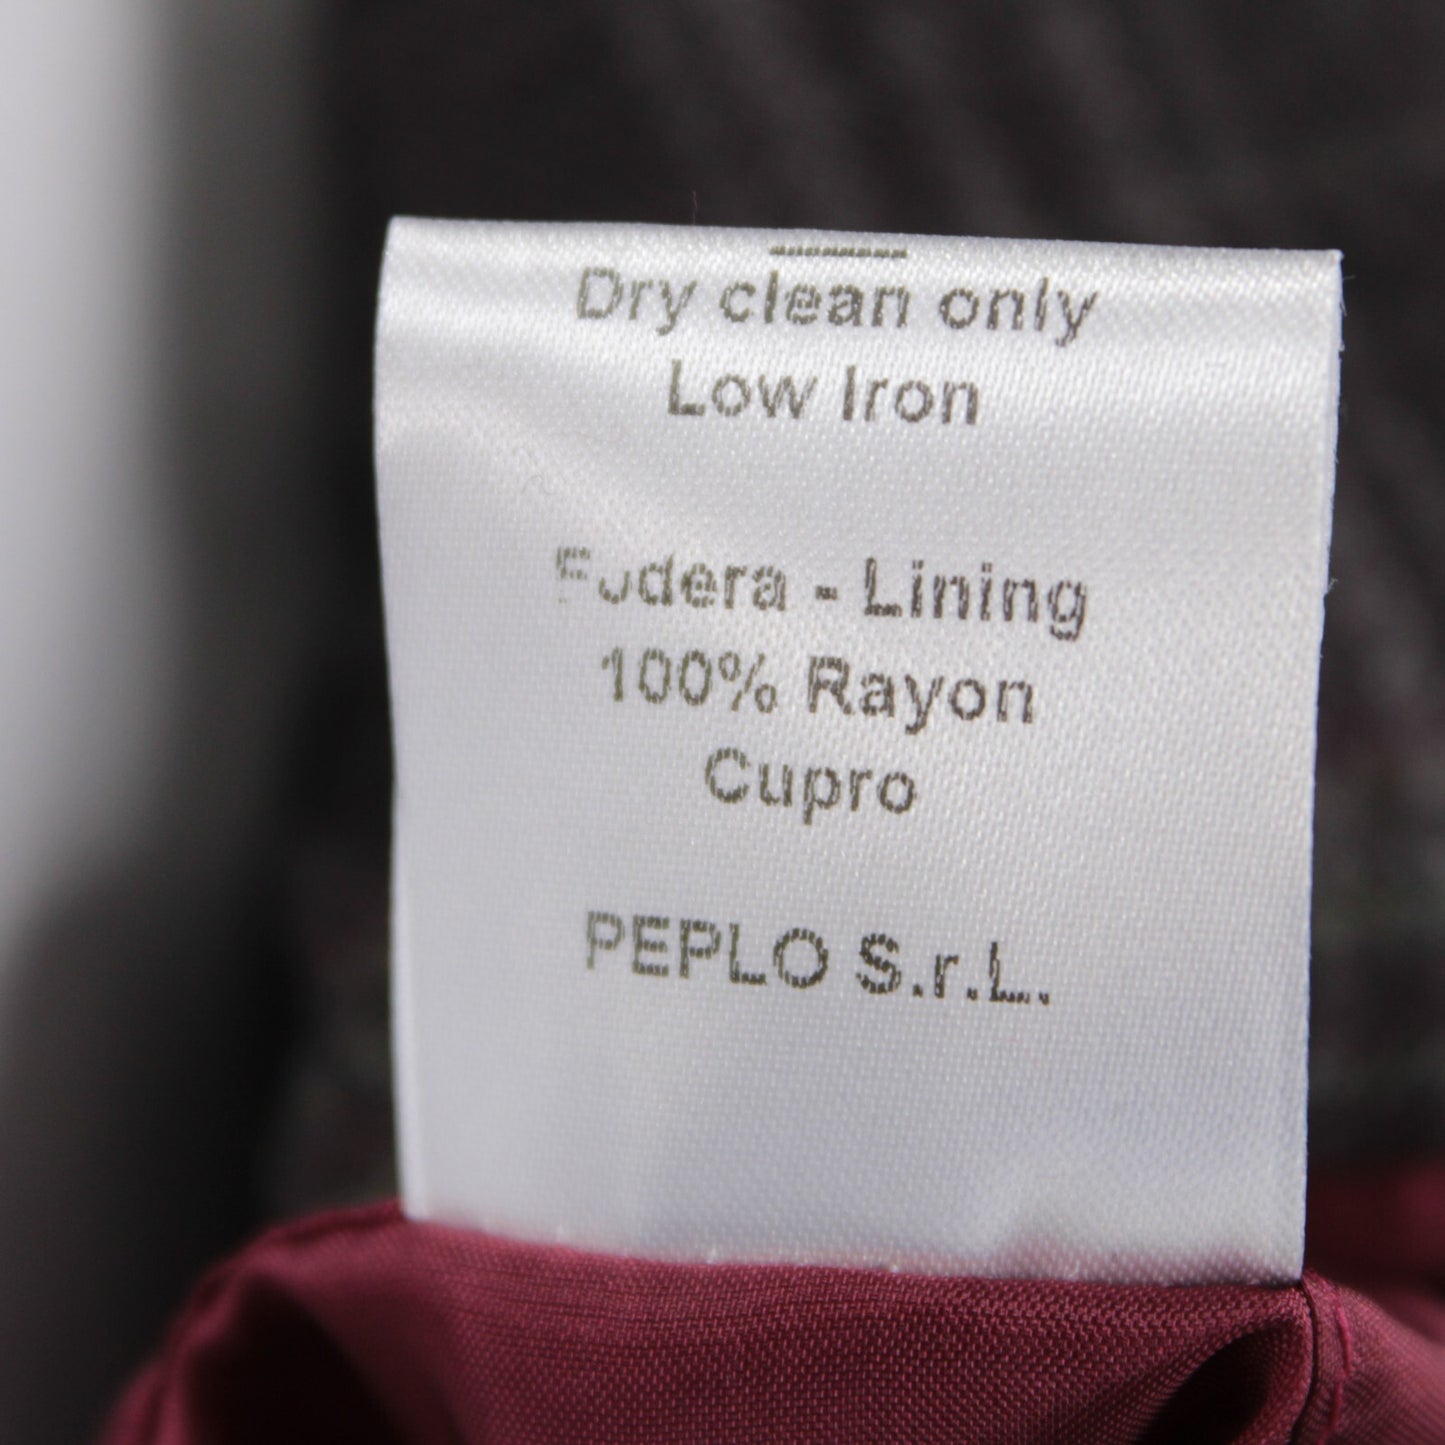 Dry clean only
Low Iron
Fodera - Lining
100% Rayon
Cupro
PEPLO S.r.L.